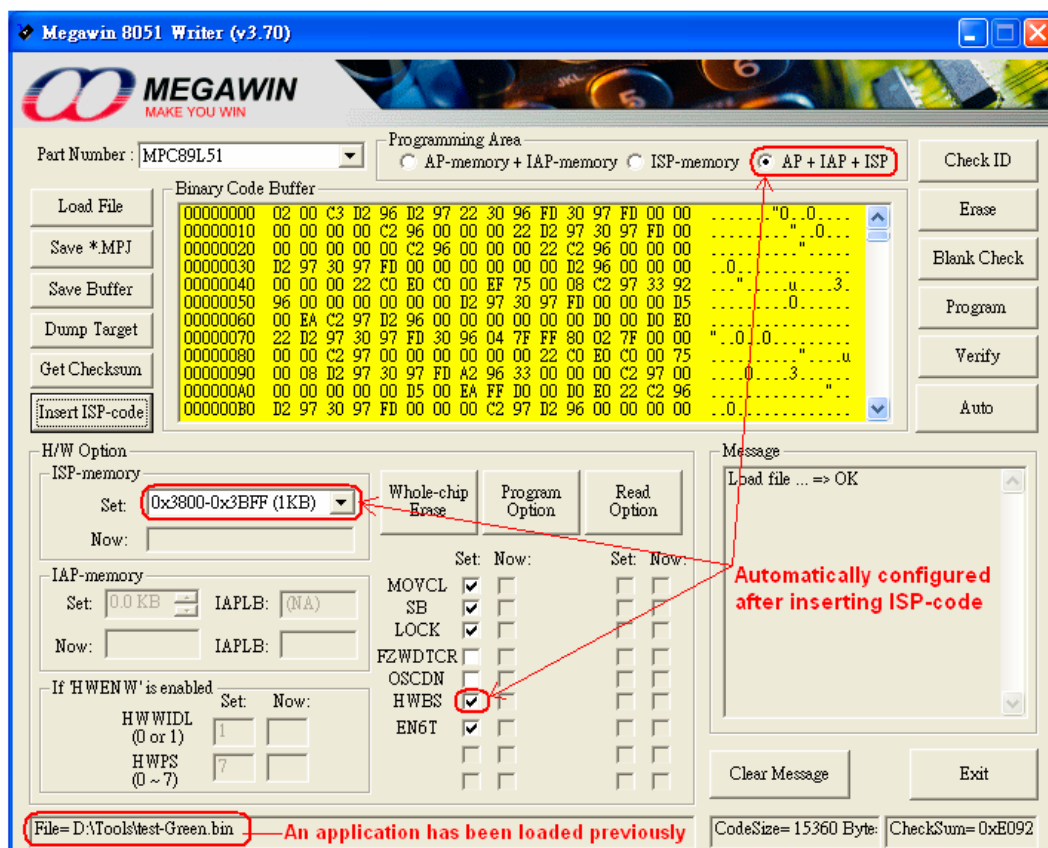 Megawin 8051 Writer (v3.70)
MEGAWIN
MAKE YOU WIN
Part Number : MPC89L51
Programming Area
AP-memory + IAP-memory ISP-memory AP + IAP + ISP
Check ID
Load File
Save *.MPJ
Save Buffer
Dump Target
Get Checksum
Insert ISP-code
Binary Code Buffer
00000000 02 00 C3 D2 96 D2 97 22 30 96 FD 30 97 FD 00 00 ......."0..0....
00000010 00 00 00 00 C2 96 00 00 00 22 D2 97 30 97 FD 00 ........."..0...
00000020 00 00 00 00 00 C2 96 00 00 00 22 C2 96 00 00 00 ..........".....
00000030 D2 97 30 97 FD 00 00 00 00 00 00 D2 96 00 00 00 ..0.............
00000040 00 00 00 22 C0 E0 C0 00 EF 75 00 08 C2 97 33 92 ...".....u....3.
00000050 96 00 00 00 00 00 00 D2 97 30 97 FD 00 00 00 D5 .........0......
00000060 00 EA C2 97 D2 96 00 00 00 00 00 00 D0 00 D0 E0 ................
00000070 22 D2 97 30 97 FD 30 96 04 7F FF 80 02 7F 00 00 "..0..0.........
00000080 00 00 C2 97 00 00 00 00 00 00 22 C0 E0 C0 00 75 .........."....u
00000090 00 08 D2 97 30 97 FD A2 96 33 00 00 00 00 C2 97 00 ....0....3......
000000A0 00 00 00 00 00 D5 00 EA FF D0 00 D0 E0 22 C2 96 .............."..
000000B0 D2 97 30 97 FD 00 00 00 C2 97 D2 96 00 00 00 00 ..0.............
Erase
Blank Check
Program
Verify
Auto
H/W Option
ISP-memory
Set: 0x3800-0x3BFF (1KB)
Now:
IAP-memory
Set: 0.0 KB IAPLB: (NA)
Now: IAPLB:
If 'HWENW' is enabled
Set: Now:
HWWIDL
(0 or 1) 1
HWPS
(0 ~ 7) 7
Whole-chip Erase
Program Option
Read Option
Set: Now: Set: Now:
MOVCL
SB
LOCK
FZWDTCR
OSCDN
HWBS
EN6T
Message
Load file ... => OK
Automatically configured
after inserting ISP-code
Clear Message
Exit
File= D:\Tools\test-Green.bin
An application has been loaded previously
CodeSize= 15360 Byte:
CheckSum= 0xE092